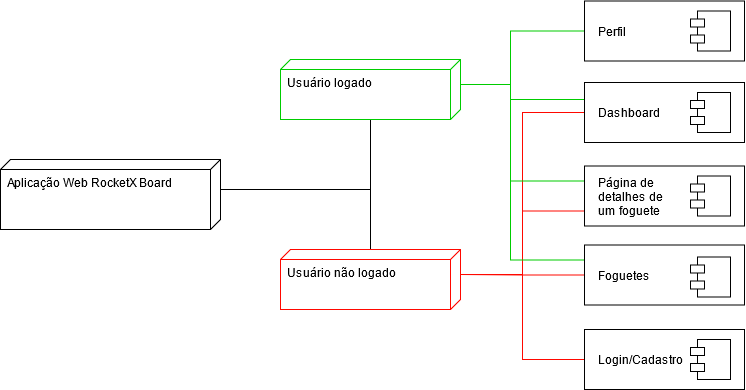 Aplicação Web RocketX Board
Usuário logado
Usuário não logado
Perfil
Dashboard
Página de
detalhes de
um foguete
Foguetes
Login/Cadastro